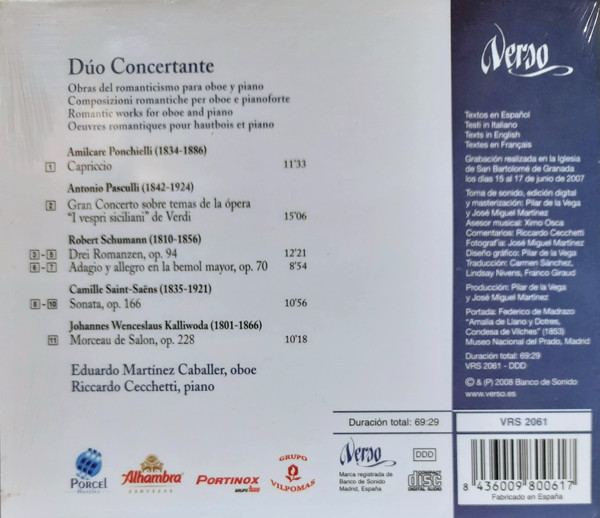 Dúo Concertante
Obras del romanticismo para oboe y piano
Composizioni romantiche per oboe e pianoforte
Romantic works for oboe and piano
Oeuvres romantiques pour hautbois et piano
Amilcare Ponchielli (1834-1886)
1 Capriccio 11'33
Antonio Pasculli (1842-1924)
2 Gran Concerto sobre temas de la ópera
"I vespri siciliani" de Verdi 15'06
Robert Schumann (1810-1856)
3 - 5 Drei Romanzen, op. 94 12'21
6 - 7 Adagio y allegro en la bemol mayor, op. 70 8'54
Camille Saint-Saëns (1835-1921)
8 - 10 Sonata, op. 166 10'56
Johannes Wenceslaus Kalliwoda (1801-1866)
11 Morceau de Salon, op. 228 10'18
Eduardo Martínez Caballer, oboe
Riccardo Cecchetti, piano
Verso
Textos en Español
Testi in Italiano
Texts in English
Textes en Français
Grabación realizada en la Iglesia
de San Bartolomé de Granada
los días 15 al 17 de junio de 2007
Toma de sonido, edición digital
y masterización: Pilar de la Vega
y José Miguel Martínez
Asesor musical: Ximo Osca
Comentarios: Riccardo Cecchetti
Fotografía: José Miguel Martínez
Diseño gráfico: Pilar de la Vega
Traducción: Carmen Sánchez,
Lindsay Nivens, Franco Giraud
Producción: Pilar de la Vega
y José Miguel Martínez
Portada: Federico de Madrazo
"Amalia de Llano y Dotres,
Condesa de Vilches" (1853)
Museo Nacional del Prado, Madrid
Duración total: 69:29
VRS 2061 - DDD
© & (P) 2008 Banco de Sonido
www.verso.es
Duración total: 69:29
VRS 2061
PORCEL
Alhambra
CERVEZAS
PORTINOX
GRUPO
VILPOMAS
Verso
Marca registrada de
Banco de Sonido
Madrid, España
DDD
COMPACT
disc
DIGITAL AUDIO
8 436009 800617
Fabricado en España